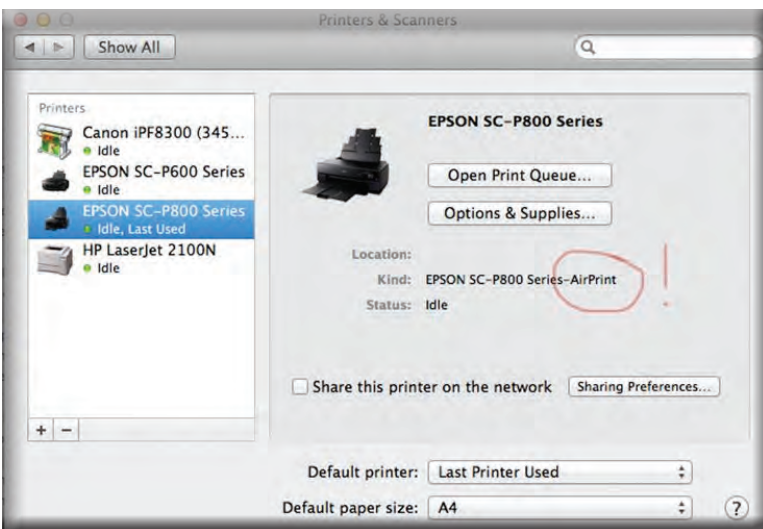 Printers & Scanners
Show All
Printers
Canon iPF8300 (345...
Idle
EPSON SC-P600 Series
Idle
EPSON SC-P800 Series
Idle, Last Used
HP LaserJet 2100N
Idle
+ −
EPSON SC-P800 Series
Open Print Queue...
Options & Supplies...
Location:
Kind: EPSON SC-P800 Series-AirPrint
!
Status: Idle
Share this printer on the network Sharing Preferences...
Default printer: Last Printer Used
Default paper size: A4
?